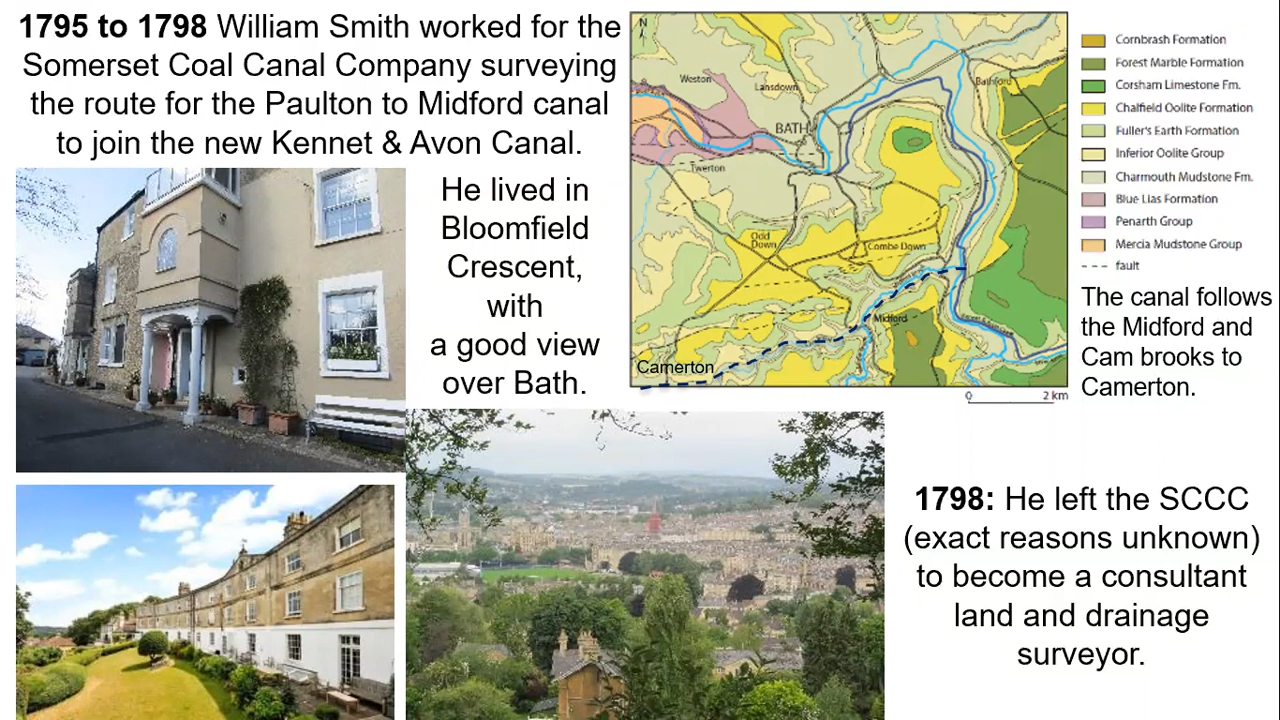 1795 to 1798 William Smith worked for the
Somerset Coal Canal Company surveying
the route for the Paulton to Midford canal
to join the new Kennet & Avon Canal.
He lived in
Bloomfield
Crescent,
with
a good view
over Bath.
N
Weston
Lansdown
Bathford
BATH
Twerton
Odd
Down
Combe Down
Midford
Camerton
0 2 km
Cornbrash Formation
Forest Marble Formation
Corsham Limestone Fm.
Chalfield Oolite Formation
Fuller's Earth Formation
Inferior Oolite Group
Charmouth Mudstone Fm.
Blue Lias Formation
Penarth Group
Mercia Mudstone Group
fault
The canal follows
the Midford and
Cam brooks to
Camerton.
1798: He left the SCCC
(exact reasons unknown)
to become a consultant
land and drainage
surveyor.